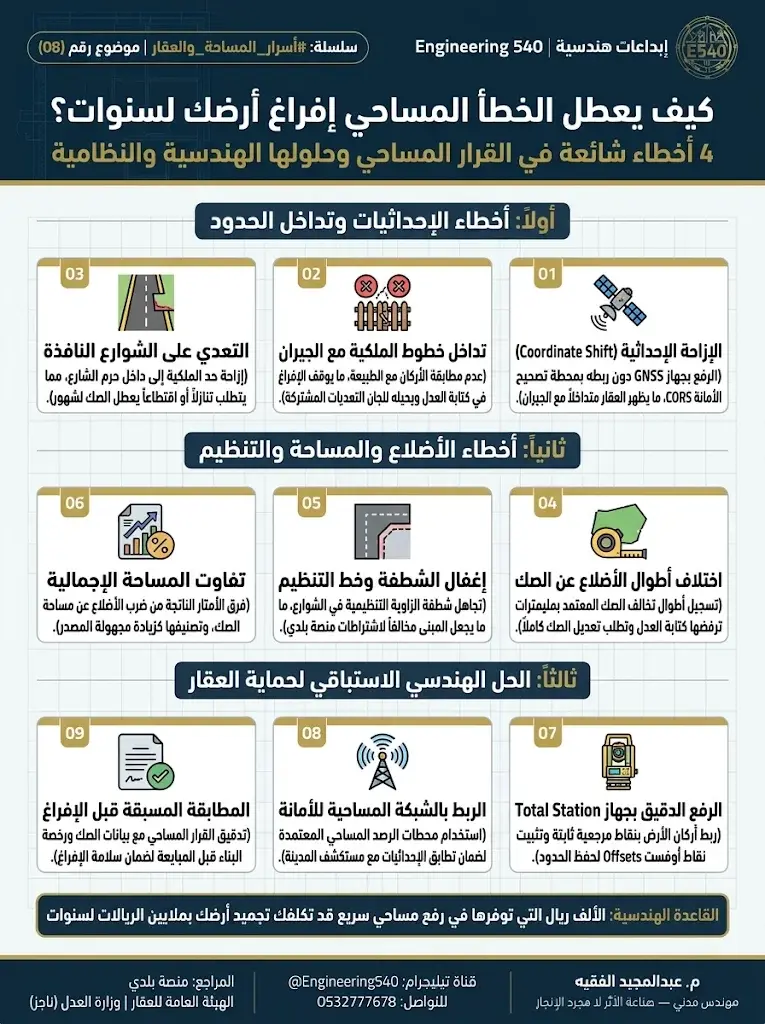 إبداعات هندسية | Engineering 540
E540
سلسلة: #أسرار_المساحة_والعقار | موضوع رقم (08)
كيف يعطل الخطأ المساحي إفراغ أرضك لسنوات؟
4 أخطاء شائعة في القرار المساحي وحلولها الهندسية والنظامية
أولاً: أخطاء الإحداثيات وتداخل الحدود
01
الإزاحة الإحداثية (Coordinate Shift)
(الرفع بجهاز GNSS دون ربطه بمحطة تصحيح
الأمانة CORS، ما يظهر العقار متداخلاً مع الجيران).
02
تداخل خطوط الملكية مع الجيران
(عدم مطابقة الأركان مع الطبيعة، ما يوقف الإفراغ
في كتابة العدل ويحيله للجان التعديات المشتركة).
03
التعدي على الشوارع النافذة
(إزاحة حد الملكية إلى داخل حرم الشارع، مما
يتطلب تنازلاً أو اقتطاعاً يعطل الصك لشهور).
ثانياً: أخطاء الأضلاع والمساحة والتنظيم
04
اختلاف أطوال الأضلاع عن الصك
(تسجيل أطوال تخالف الصك المعتمد بمليمترات
ترفضها كتابة العدل وتطلب تعديل الصك كاملاً).
05
إغفال الشطفة وخط التنظيم
(تجاهل شطفة الزاوية التنظيمية في الشوارع، ما
يجعل المبنى مخالفاً لاشتراطات منصة بلدي).
06
تفاوت المساحة الإجمالية
(فرق الأمتار الناتجة من ضرب الأضلاع عن مساحة
الصك، وتصنيفها كزيادة مجهولة المصدر).
ثالثاً: الحل الهندسي الاستباقي لحماية العقار
07
الرفع الدقيق بجهاز Total Station
(ربط أركان الأرض بنقاط مرجعية ثابتة وتثبيت
نقاط أوفست Offsets لحفظ الحدود).
08
الربط بالشبكة المساحية للأمانة
(استخدام محطات الرصد المساحي المعتمدة
لضمان تطابق الإحداثيات مع مستكشف المدينة).
09
المطابقة المسبقة قبل الإفراغ
(تدقيق القرار المساحي مع بيانات الصك ورخصة
البناء قبل المبايعة لضمان سلامة الإفراغ).
القاعدة الهندسية: الألف ريال التي توفرها في رفع مساحي سريع قد تكلفك تجميد أرضك بملايين الريالات لسنوات
م. عبدالمجيد الفقيه
مهندس مدني — صناعة الأثر لا مجرد الإنجاز
قناة تيليجرام: Engineering540@
للتواصل: 0532777678
المراجع: منصة بلدي
الهيئة العامة للعقار | وزارة العدل (ناجز)